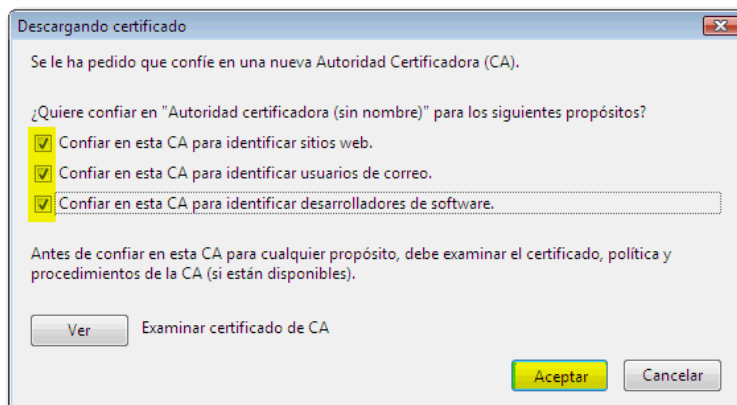 Descargando certificado
Se le ha pedido que confíe en una nueva Autoridad Certificadora (CA).
¿Quiere confiar en "Autoridad certificadora (sin nombre)" para los siguientes propósitos?
Confiar en esta CA para identificar sitios web.
Confiar en esta CA para identificar usuarios de correo.
Confiar en esta CA para identificar desarrolladores de software.
Antes de confiar en esta CA para cualquier propósito, debe examinar el certificado, política y
procedimientos de la CA (si están disponibles).
Ver Examinar certificado de CA
Aceptar Cancelar